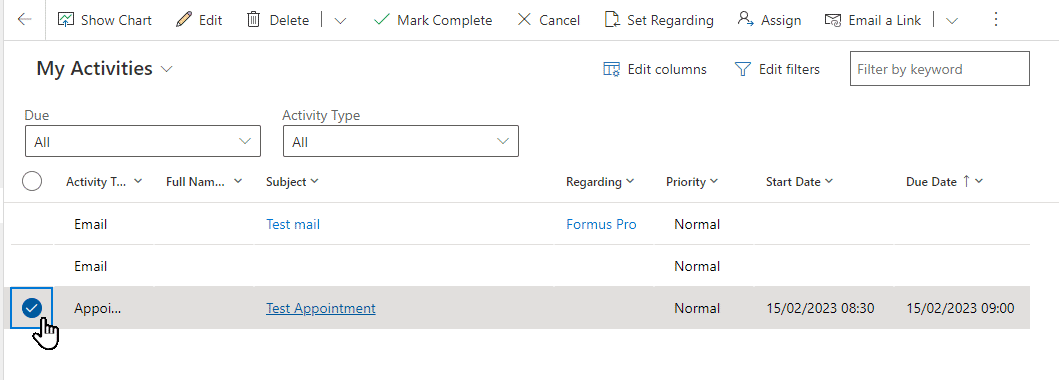 Show Chart Edit Delete Mark Complete Cancel Set Regarding Assign Email a Link
My Activities Edit columns Edit filters Filter by keyword
Due Activity Type
All All
Activity T... Full Nam... Subject Regarding Priority Start Date Due Date
Email Test mail Formus Pro Normal
Email Normal
Appoi... Test Appointment Normal 15/02/2023 08:30 15/02/2023 09:00